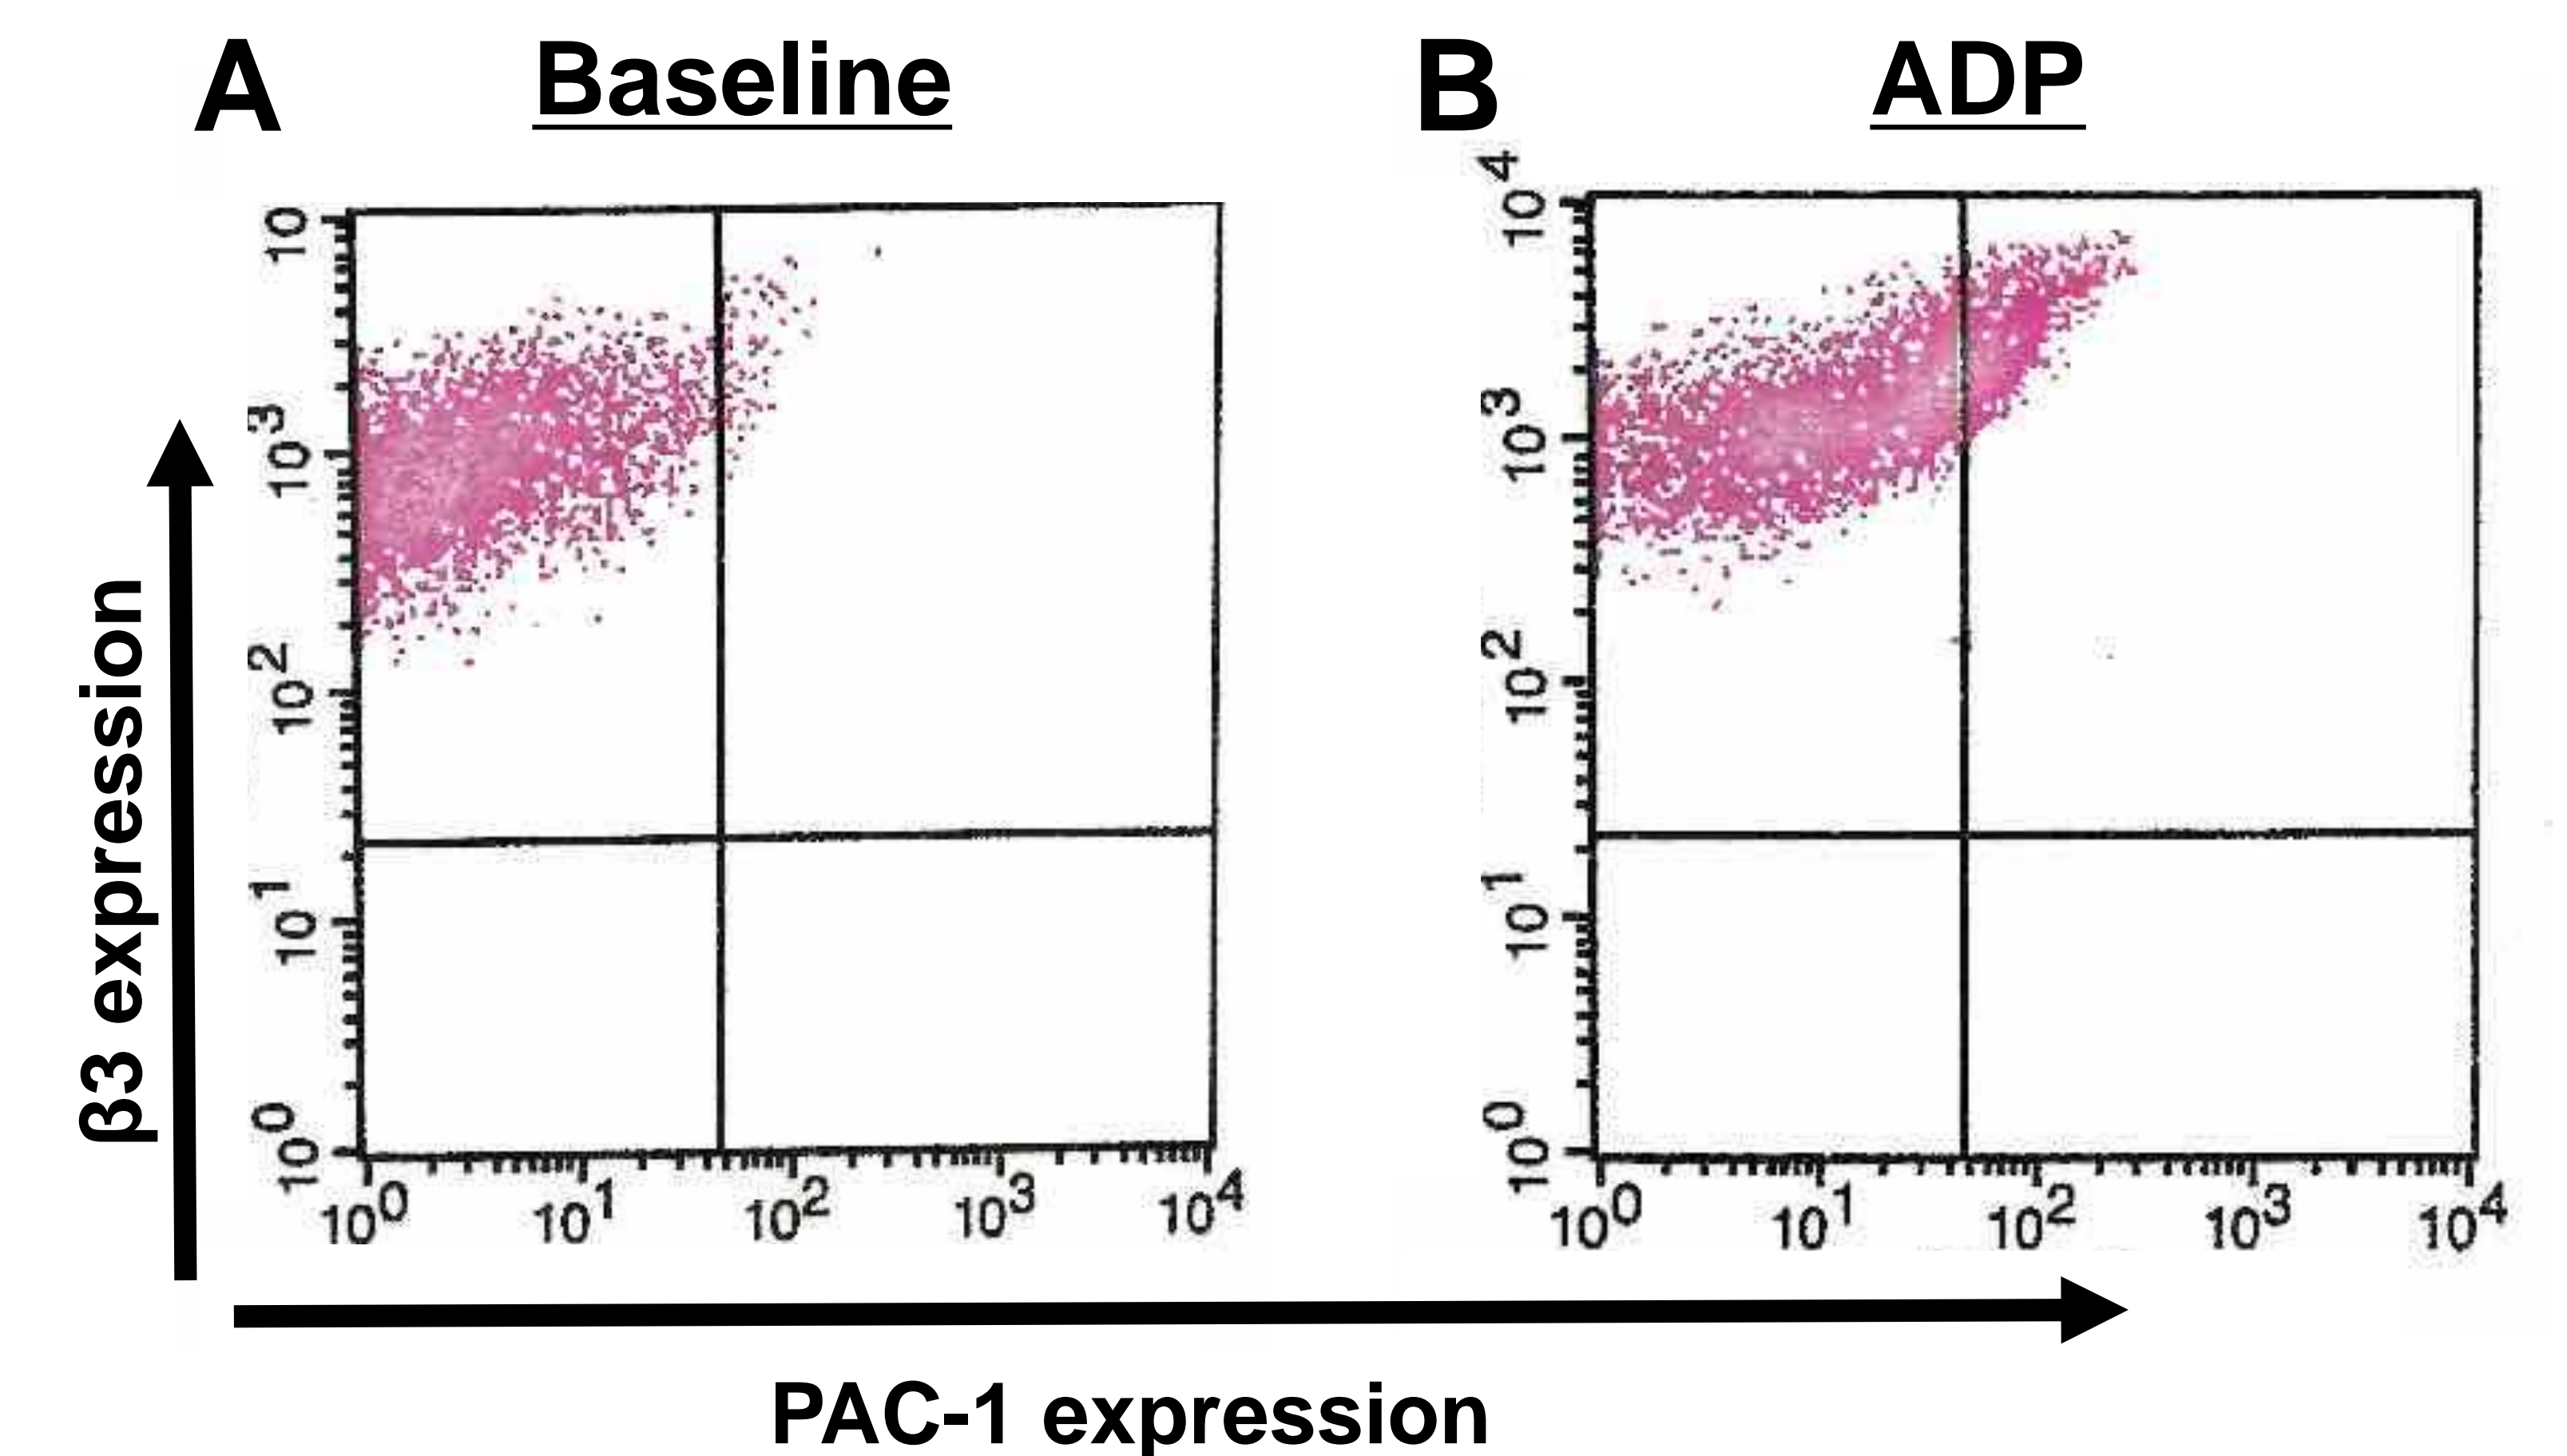 A
Baseline
B
ADP
10
10³
10²
10¹
10⁰
10⁰ 10¹ 10² 10³ 10⁴
10⁴
10³
10²
10¹
10⁰
10⁰ 10¹ 10² 10³ 10⁴
β3 expression
PAC-1 expression